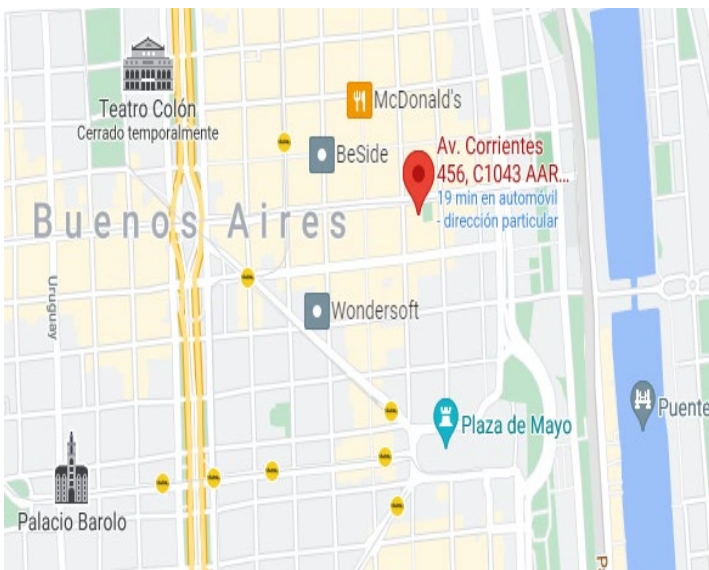 Teatro Colón
Cerrado temporalmente
McDonald's
BeSide
Av. Corrientes
456, C1043 AAR...
19 min en automóvil
- dirección particular
Buenos Aires
Uruguay
Wondersoft
Plaza de Mayo
Puente
Palacio Barolo